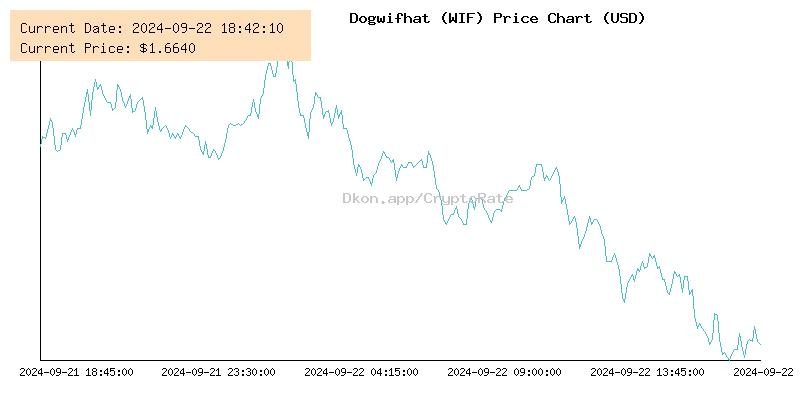 Dogwifhat (WIF) Price Chart (USD)
Current Date: 2024-09-22 18:42:10
Current Price: $1.6640
Dkon.app/CryptoRate
2024-09-21 18:45:00 2024-09-21 23:30:00 2024-09-22 04:15:00 2024-09-22 09:00:00 2024-09-22 13:45:00 2024-09-22